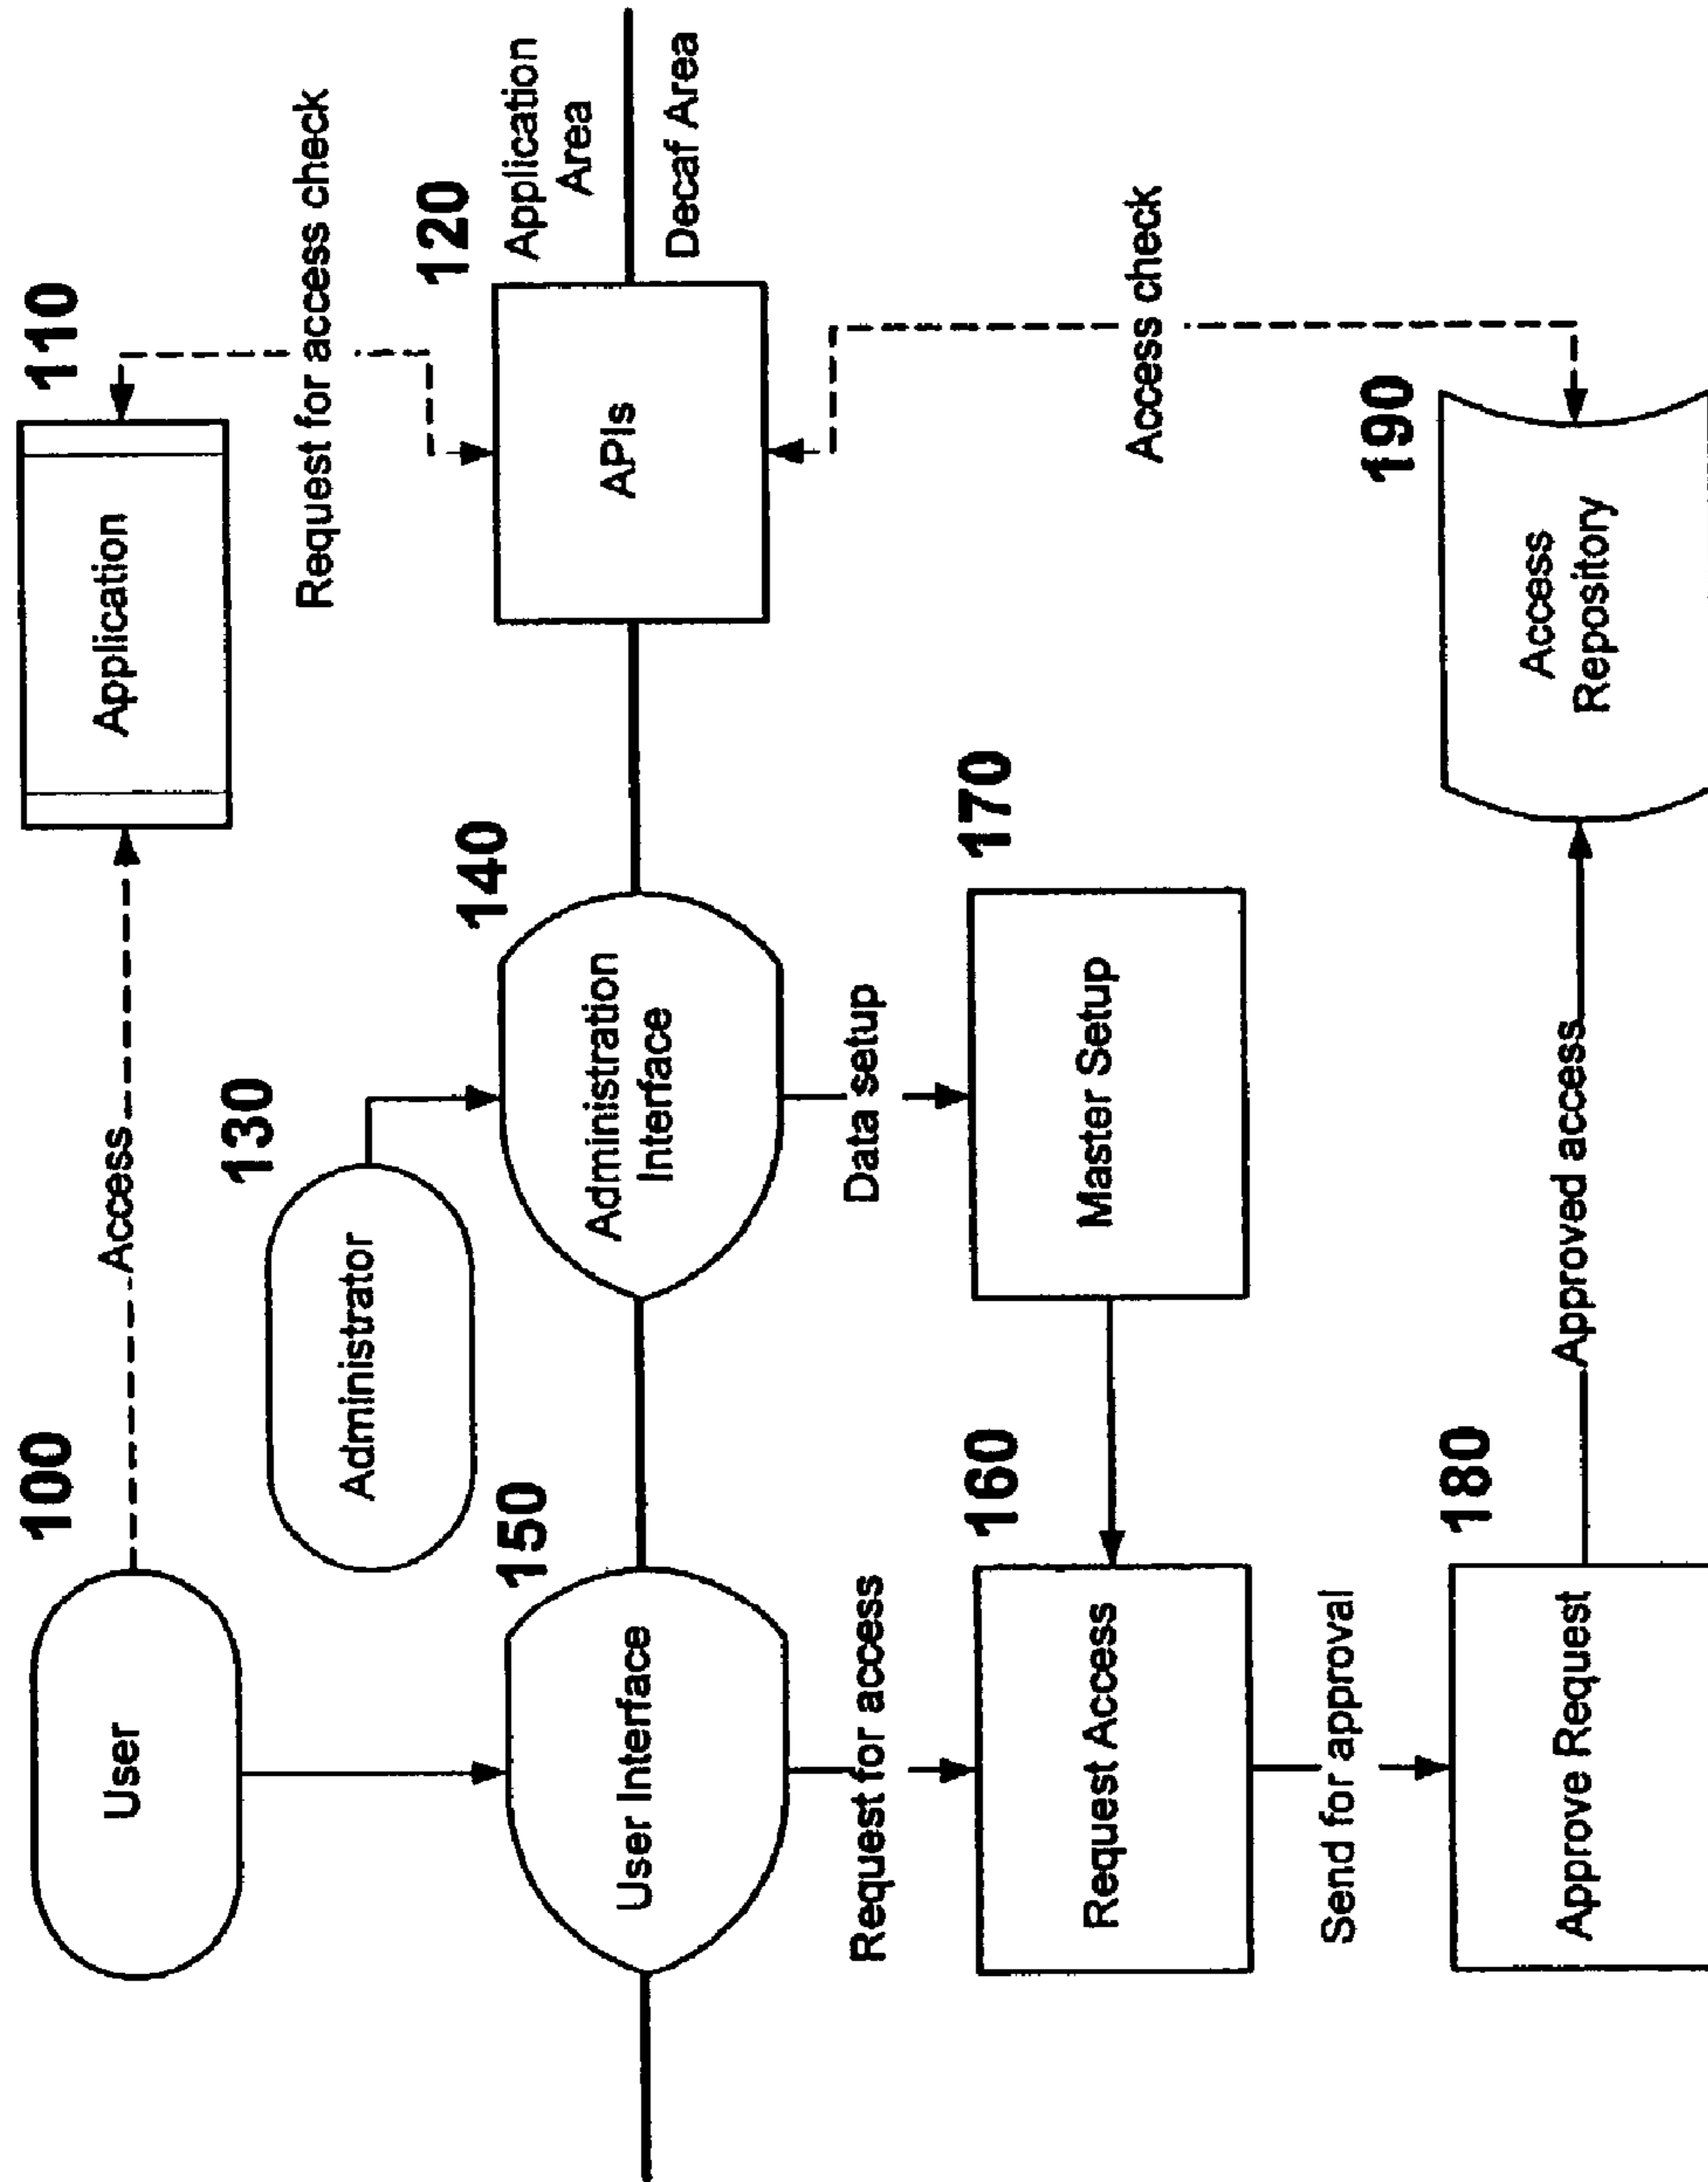 100
User
Access
110
Application
130
Administrator
Request for access check
150
User Interface
140
Administration
Interface
120
APIs
Application
Area
Decaf Area
Request for access
Data setup
160
Request Access
170
Master Setup
Access check
Send for approval
180
Approve Request
Approved access
190
Access
Repository